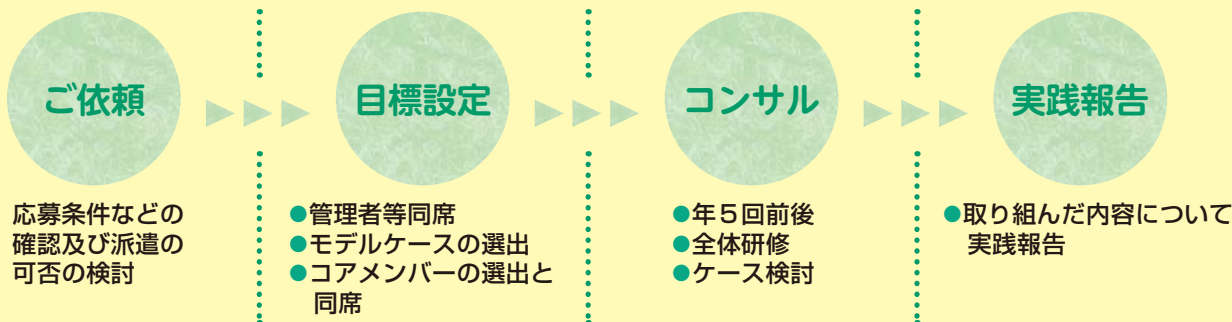 ご依頼
目標設定
コンサル
実践報告
応募条件などの
確認及び派遣の
可否の検討
●管理者等同席
●モデルケースの選出
●コアメンバーの選出と
同席
●年５回前後
●全体研修
●ケース検討
●取り組んだ内容について
実践報告